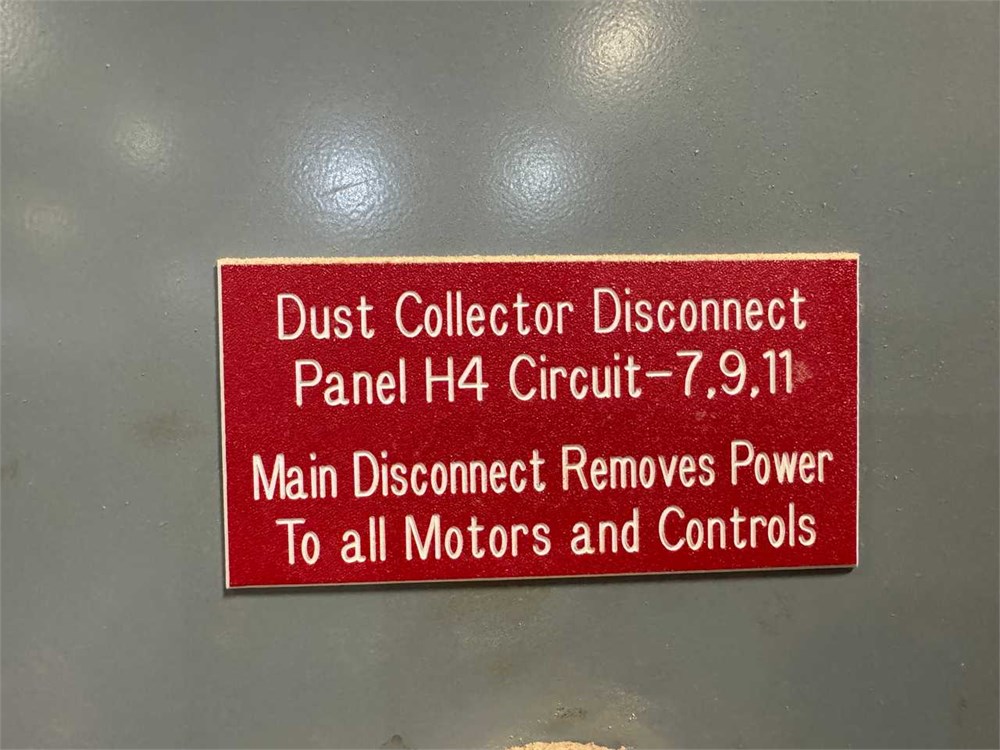 Dust Collector Disconnect
Panel H4 Circuit-7,9,11
Main Disconnect Removes Power
To all Motors and Controls